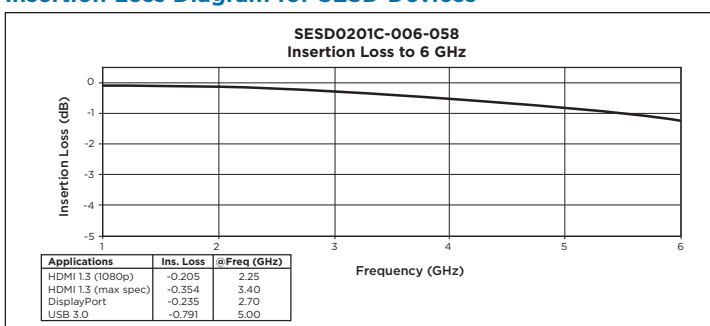 Insertion Loss Diagram for SESD Devices
SESD0201C-006-058
Insertion Loss to 6 GHz
Insertion Loss (dB)
0
-1
-2
-3
-4
-5
1 2 3 4 5 6
Frequency (GHz)
Applications Ins. Loss @Freq (GHz)
HDMI 1.3 (1080p) -0.205 2.25
HDMI 1.3 (max spec) -0.354 3.40
DisplayPort -0.235 2.70
USB 3.0 -0.791 5.00